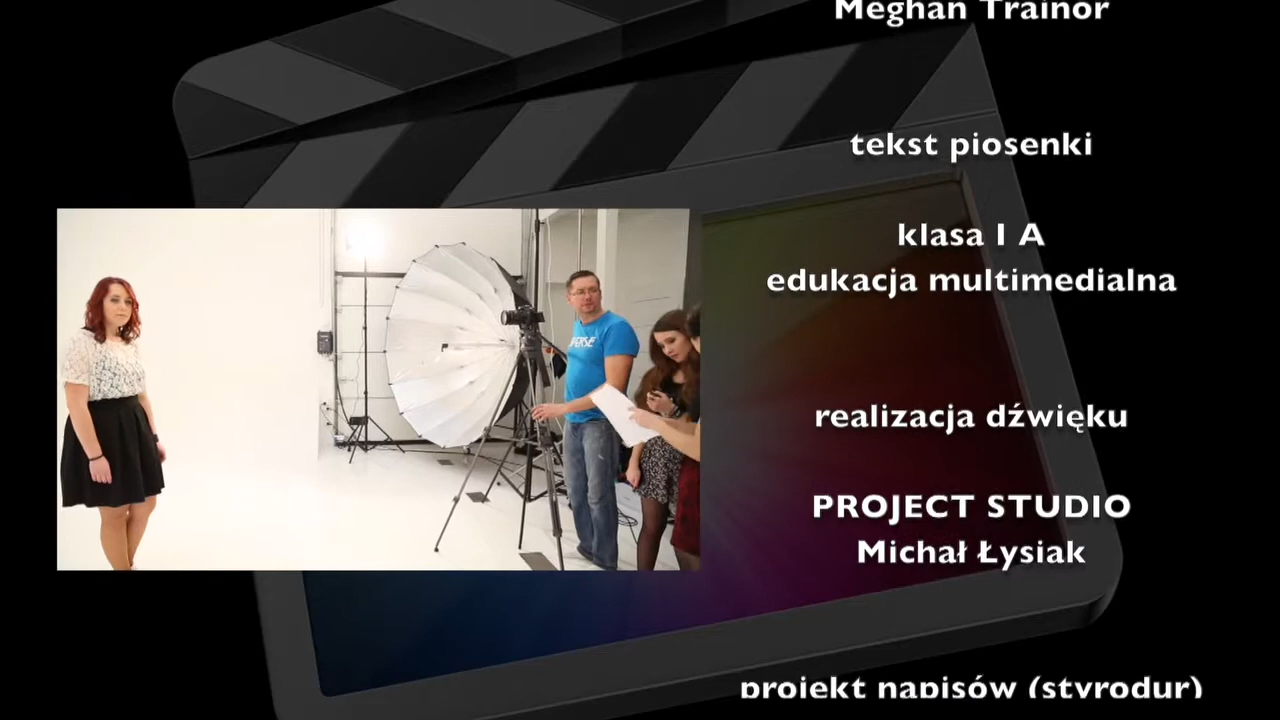 Meghan Trainor
tekst piosenki
klasa I A
edukacja multimedialna
realizacja dźwięku
PROJECT STUDIO
Michał Łysiak
projekt napisów (styrodur)